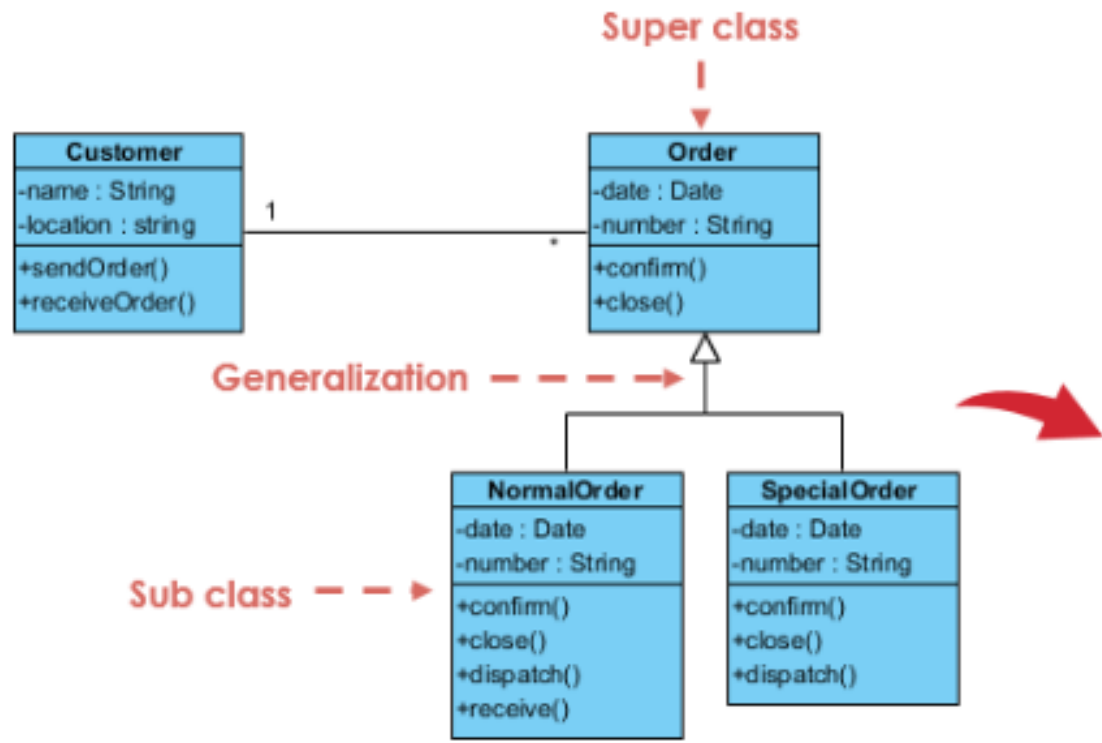 Super class
Customer
-name : String
-location : string
+sendOrder()
+receiveOrder()
1
*
Order
-date : Date
-number : String
+confirm()
+close()
Generalization
Sub class
NormalOrder
-date : Date
-number : String
+confirm()
+close()
+dispatch()
+receive()
SpecialOrder
-date : Date
-number : String
+confirm()
+close()
+dispatch()